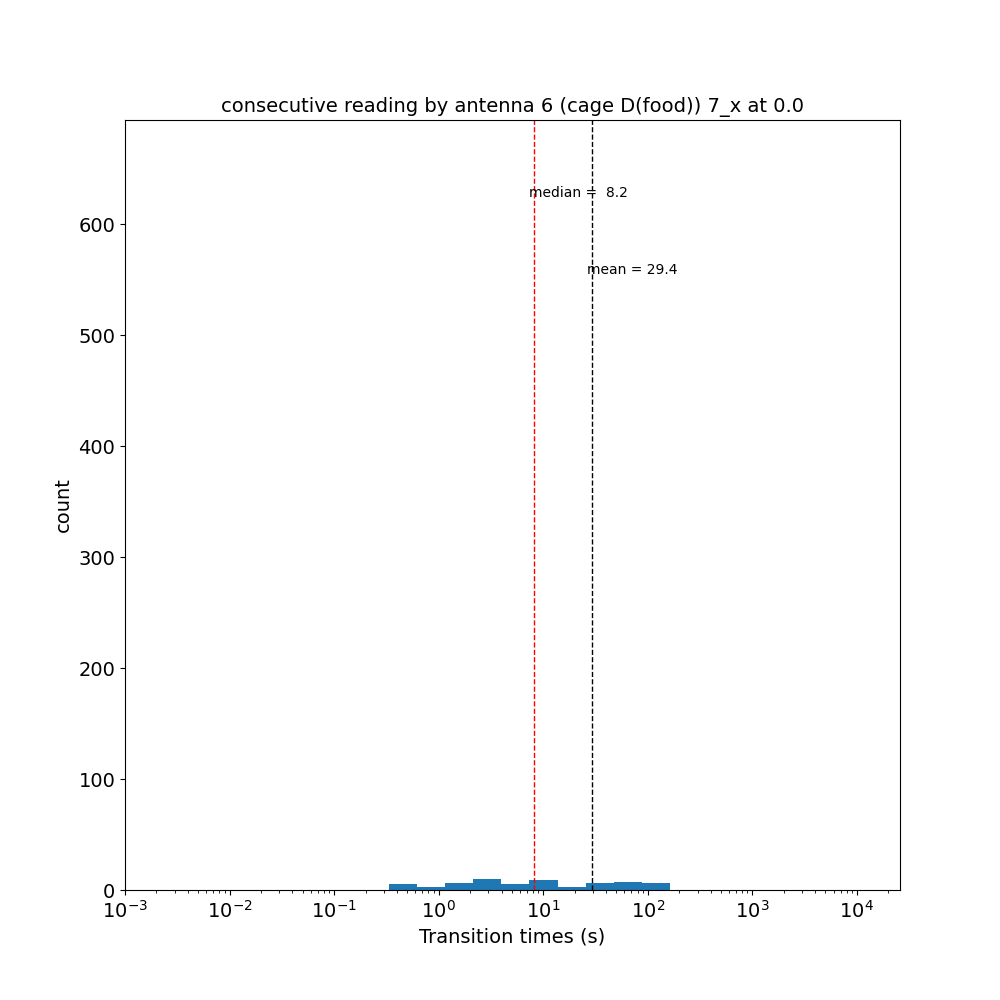 consecutive reading by antenna 6 (cage D(food)) 7_x at 0.0
median =  8.2
mean = 29.4
600
500
400
300
200
100
0
count
10⁻³ 10⁻² 10⁻¹ 10⁰ 10¹ 10² 10³ 10⁴
Transition times (s)